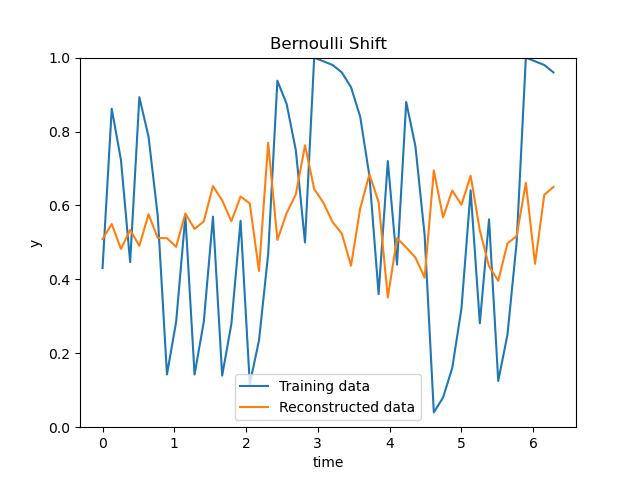 Bernoulli Shift
y
1.0
0.8
0.6
0.4
0.2
0.0
Training data
Reconstructed data
0 1 2 3 4 5 6
time